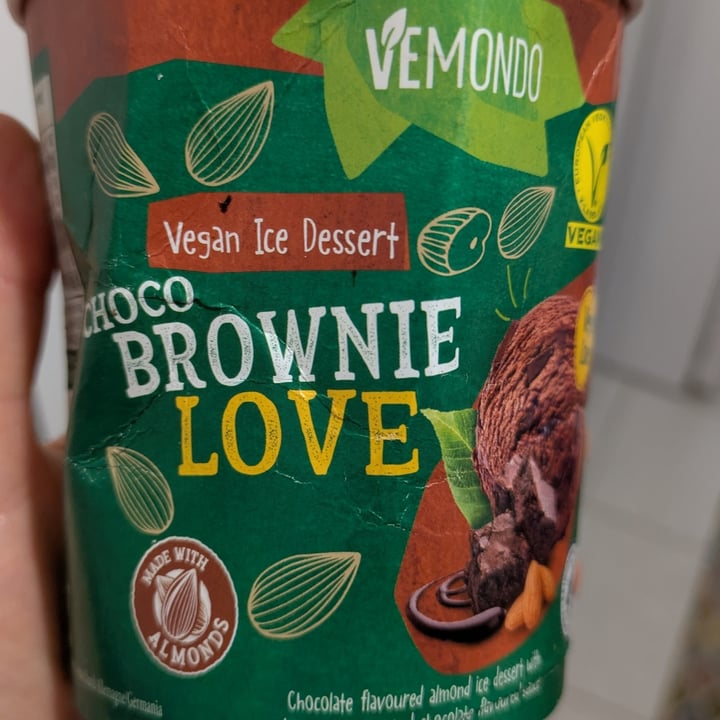 VEMONDO
VEGAN
Vegan Ice Dessert
CHOCO
BROWNIE
LOVE
MADE WITH
ALMONDS
Chocolate flavoured almond ice dessert with